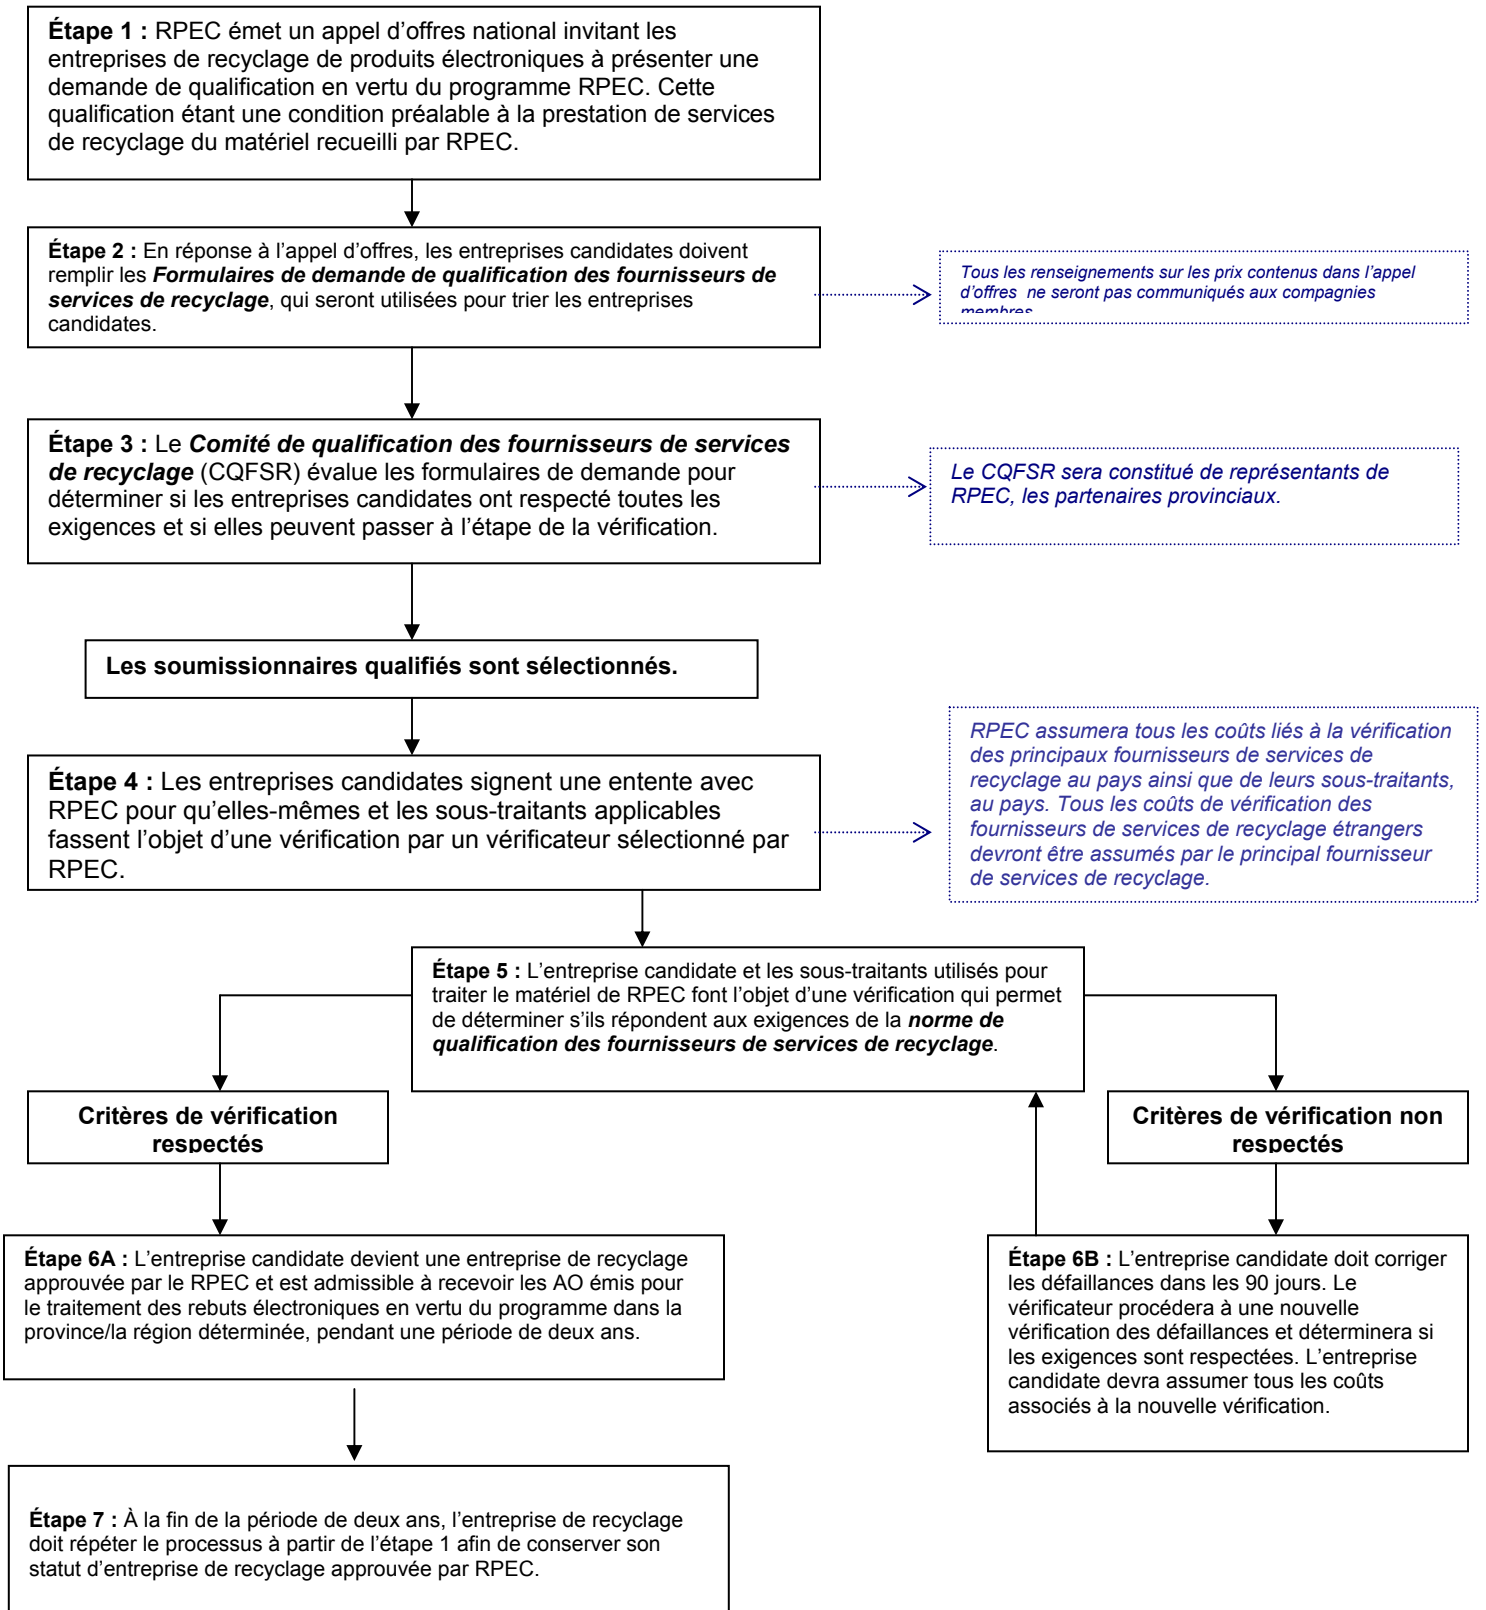 Étape 1 : RPEC émet un appel d’offres national invitant les
entreprises de recyclage de produits électroniques à présenter une
demande de qualification en vertu du programme RPEC. Cette
qualification étant une condition préalable à la prestation de services
de recyclage du matériel recueilli par RPEC.
Étape 2 : En réponse à l’appel d’offres, les entreprises candidates doivent
remplir les Formulaires de demande de qualification des fournisseurs de
services de recyclage, qui seront utilisées pour trier les entreprises
candidates.
Tous les renseignements sur les prix contenus dans l’appel
d’offres ne seront pas communiqués aux compagnies
membres
Étape 3 : Le Comité de qualification des fournisseurs de services
de recyclage (CQFSR) évalue les formulaires de demande pour
déterminer si les entreprises candidates ont respecté toutes les
exigences et si elles peuvent passer à l’étape de la vérification.
Le CQFSR sera constitué de représentants de
RPEC, les partenaires provinciaux.
Les soumissionnaires qualifiés sont sélectionnés.
Étape 4 : Les entreprises candidates signent une entente avec
RPEC pour qu’elles-mêmes et les sous-traitants applicables
fassent l’objet d’une vérification par un vérificateur sélectionné par
RPEC.
RPEC assumera tous les coûts liés à la vérification
des principaux fournisseurs de services de
recyclage au pays ainsi que de leurs sous-traitants,
au pays. Tous les coûts de vérification des
fournisseurs de services de recyclage étrangers
devront être assumés par le principal fournisseur
de services de recyclage.
Étape 5 : L’entreprise candidate et les sous-traitants utilisés pour
traiter le matériel de RPEC font l’objet d’une vérification qui permet
de déterminer s’ils répondent aux exigences de la norme de
qualification des fournisseurs de services de recyclage.
Critères de vérification
respectés
Critères de vérification non
respectés
Étape 6A : L’entreprise candidate devient une entreprise de recyclage
approuvée par le RPEC et est admissible à recevoir les AO émis pour
le traitement des rebuts électroniques en vertu du programme dans la
province/la région déterminée, pendant une période de deux ans.
Étape 6B : L’entreprise candidate doit corriger
les défaillances dans les 90 jours. Le
vérificateur procédera à une nouvelle
vérification des défaillances et déterminera si
les exigences sont respectées. L’entreprise
candidate devra assumer tous les coûts
associés à la nouvelle vérification.
Étape 7 : À la fin de la période de deux ans, l’entreprise de recyclage
doit répéter le processus à partir de l’étape 1 afin de conserver son
statut d’entreprise de recyclage approuvée par RPEC.